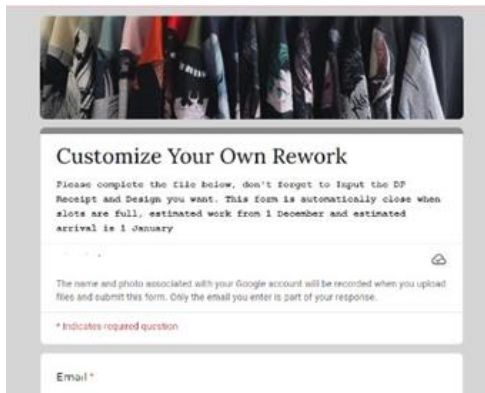 Customize Your Own Rework
Please complete the file below, don't forget to Input the DP
Receipt and Design you want. This form is automatically close when
slots are full, estimated work from 1 December and estimated
arrival is 1 January
The name and photo associated with your Google account will be recorded when you upload
files and submit this form. Only the email you enter is part of your response.
* Indicates required question
Email *